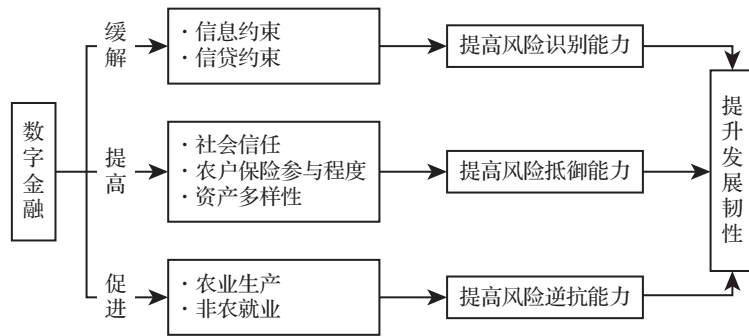 数字金融
缓解
· 信息约束
· 信贷约束
提高风险识别能力
提高
· 社会信任
· 农户保险参与程度
· 资产多样性
提高风险抵御能力
促进
· 农业生产
· 非农就业
提高风险逆抗能力
提升发展韧性